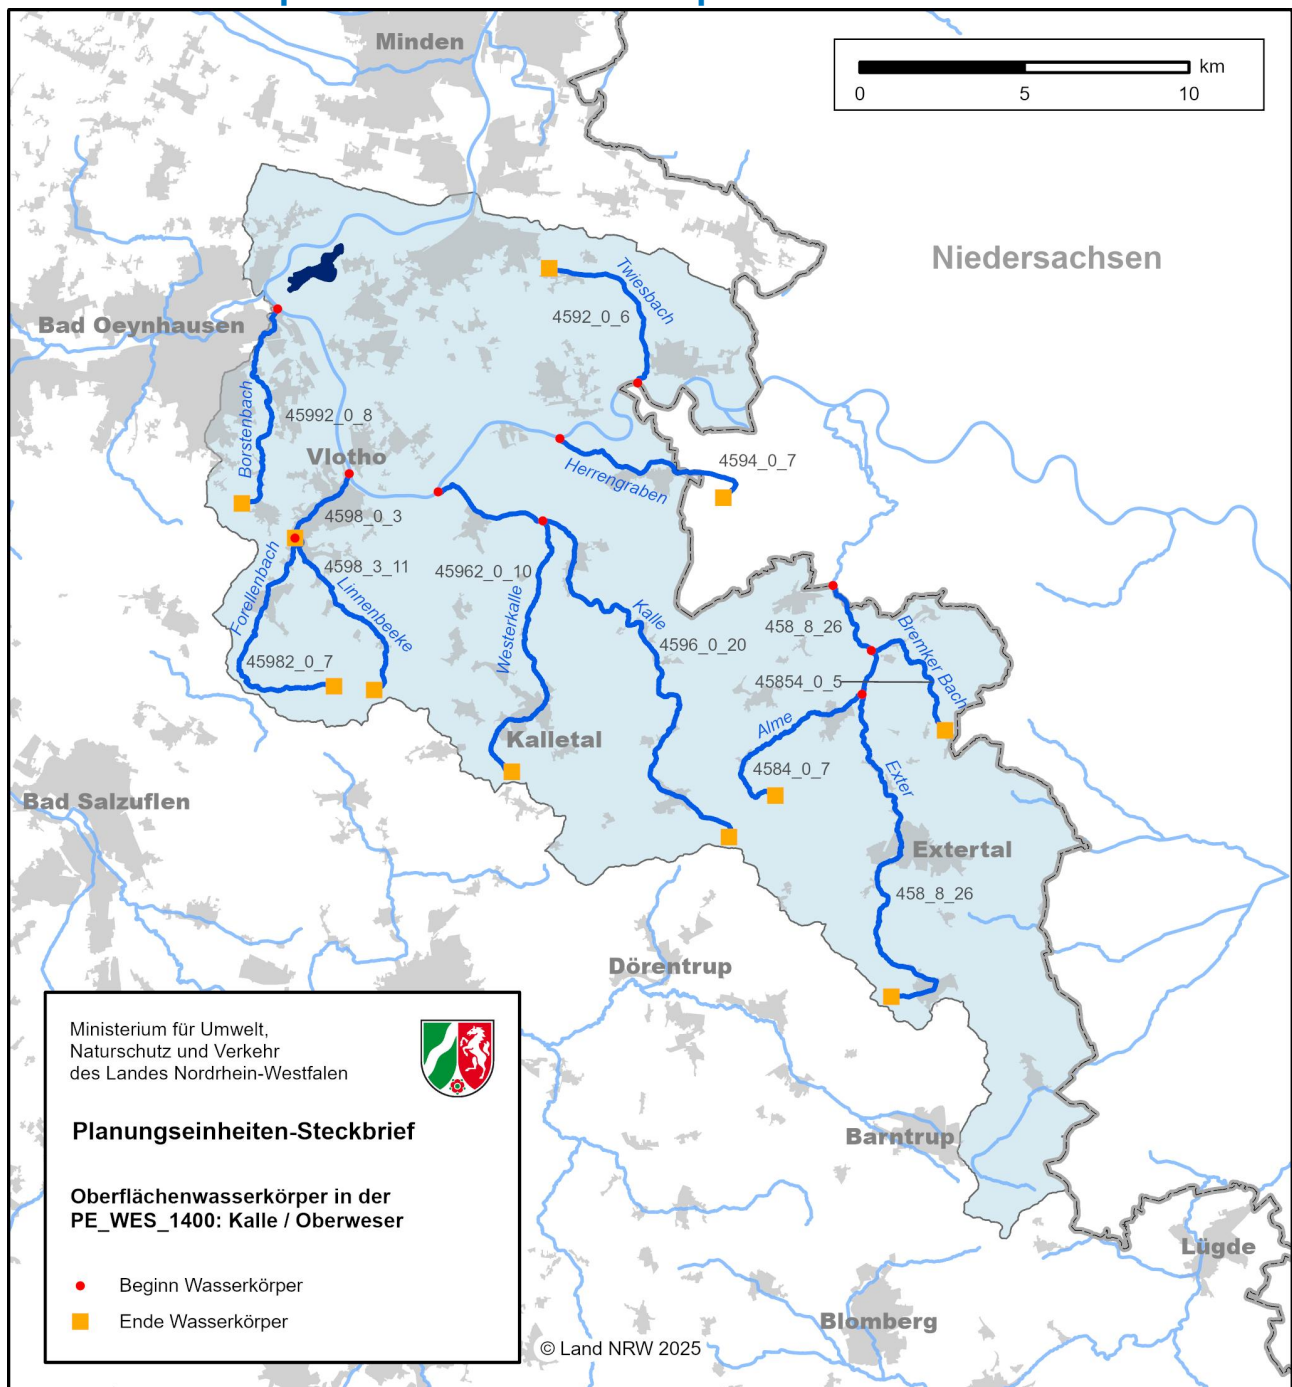 Minden
km
0 5 10
Niedersachsen
Twiesbach
4592_0_6
Bad Oeynhausen
Borstenbach
45992_0_8
Vlotho
4594_0_7
Herrengraben
4598_0_3
4598_3_11
45962_0_10
Forellenbach
Linnenbeeke
Westerkalle
Kalle
4596_0_20
458_8_26
Bremker Bach
45982_0_7
45854_0_5
Alme
Kalletal
4584_0_7
Exter
Bad Salzuflen
Extertal
458_8_26
Dörentrup
Barntrup
Lügde
Blomberg
Ministerium für Umwelt,
Naturschutz und Verkehr
des Landes Nordrhein-Westfalen
Planungseinheiten-Steckbrief
Oberflächenwasserkörper in der
PE_WES_1400: Kalle / Oberweser
Beginn Wasserkörper
Ende Wasserkörper
© Land NRW 2025